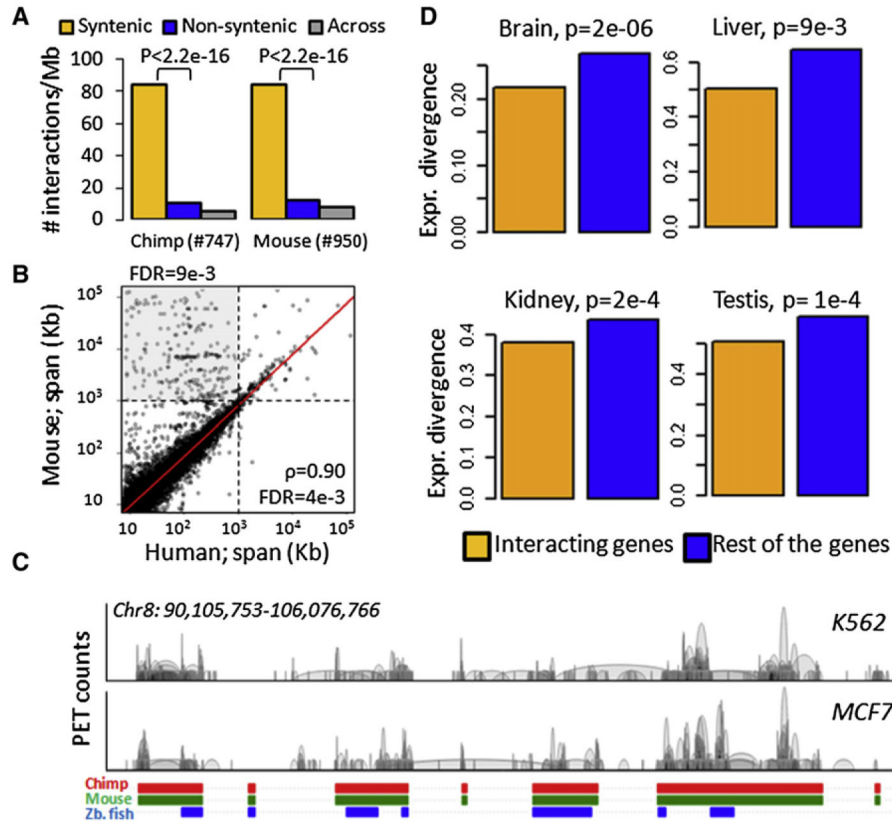 A
Syntenic Non-syntenic Across
P<2.2e-16 P<2.2e-16
# interactions/Mb
100
80
60
40
20
0
Chimp (#747) Mouse (#950)
B
FDR=9e-3
Mouse; span (Kb)
10^5
10^4
10^3
10^2
10
ρ=0.90
FDR=4e-3
10 10^2 10^3 10^4 10^5
Human; span (Kb)
D
Brain, p=2e-06
Expr. divergence
0.20
0.10
0.00
Liver, p=9e-3
0.6
0.4
0.2
0.0
Kidney, p=2e-4
Expr. divergence
0.4
0.3
0.2
0.1
0.0
Testis, p= 1e-4
0.4
0.2
0.0
Interacting genes Rest of the genes
C
Chr8: 90,105,753-106,076,766
K562
PET counts
MCF7
Chimp
Mouse
Zb. fish